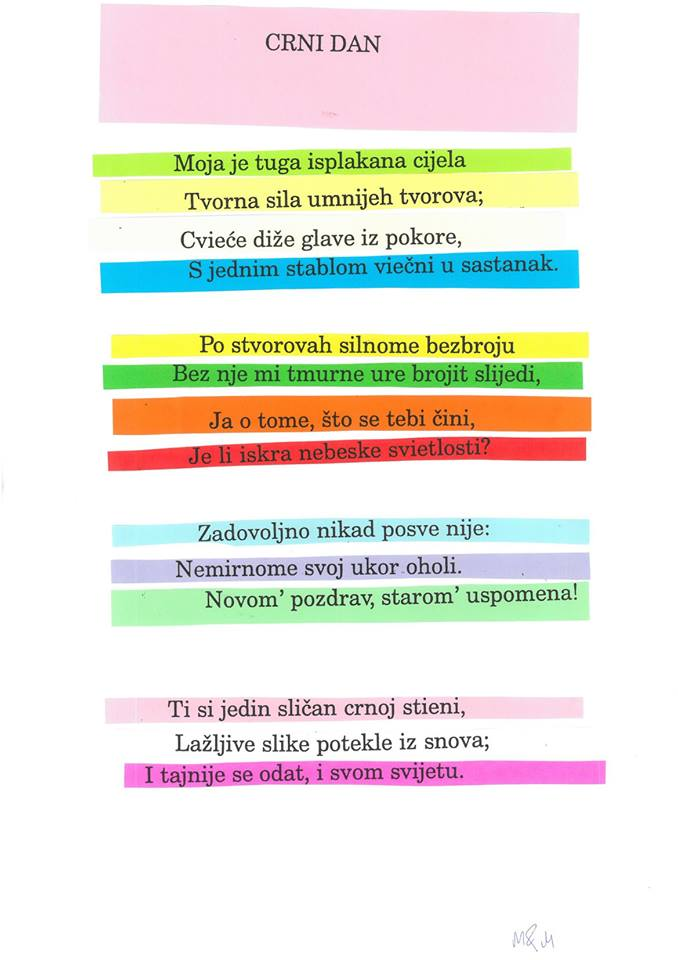 CRNI DAN
Moja je tuga isplakana cijela
Tvorna sila umnijeh tvorova;
Cvieće diže glave iz pokore,
S jednim stablom viečni u sastanak.
Po stvorovah silnome bezbroju
Bez nje mi tmurne ure brojit slijedi,
Ja o tome, što se tebi čini,
Je li iskra nebeske svietlosti?
Zadovoljno nikad posve nije:
Nemirnome svoj ukor oholi.
Novom’ pozdrav, starom’ uspomena!
Ti si jedin sličan crnoj stieni,
Lažljive slike potekle iz snova;
I tajnije se odat, i svom svijetu.
M&M